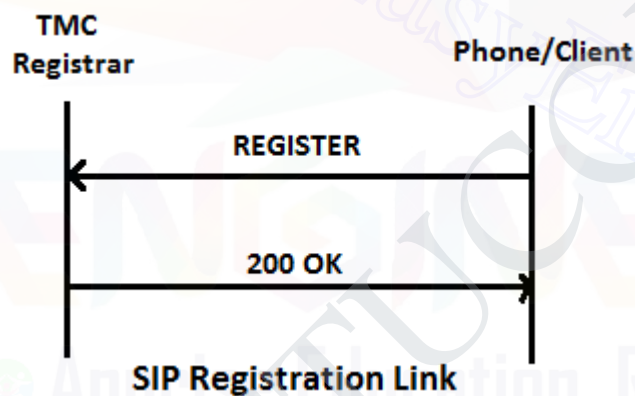 TMC
Registrar
Phone/Client
REGISTER
200 OK
SIP Registration Link